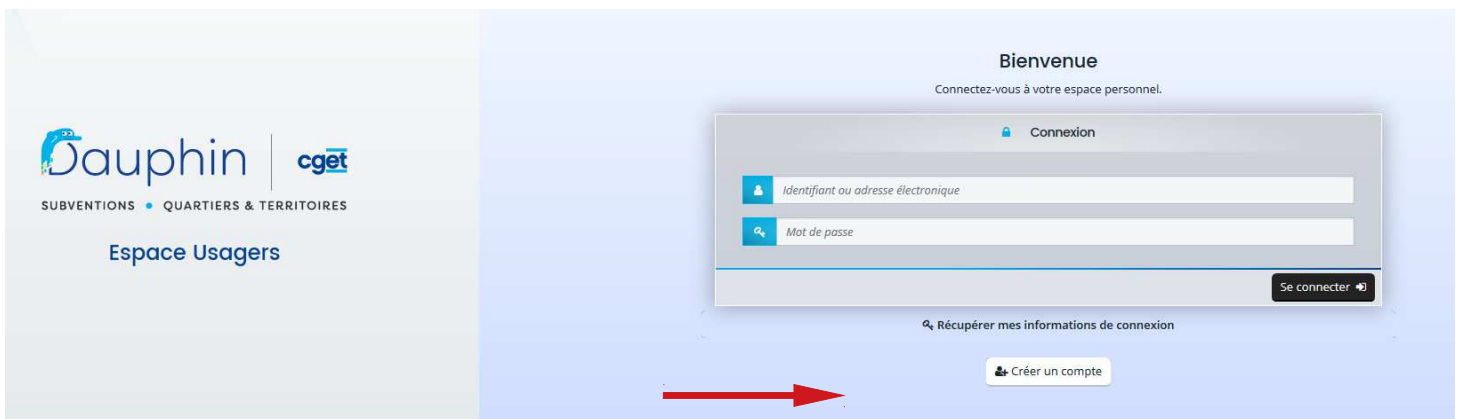 Dauphin cget
SUBVENTIONS • QUARTIERS & TERRITOIRES
Espace Usagers
Bienvenue
Connectez-vous à votre espace personnel.
Connexion
Identifiant ou adresse électronique
Mot de passe
Se connecter
Récupérer mes informations de connexion
Créer un compte